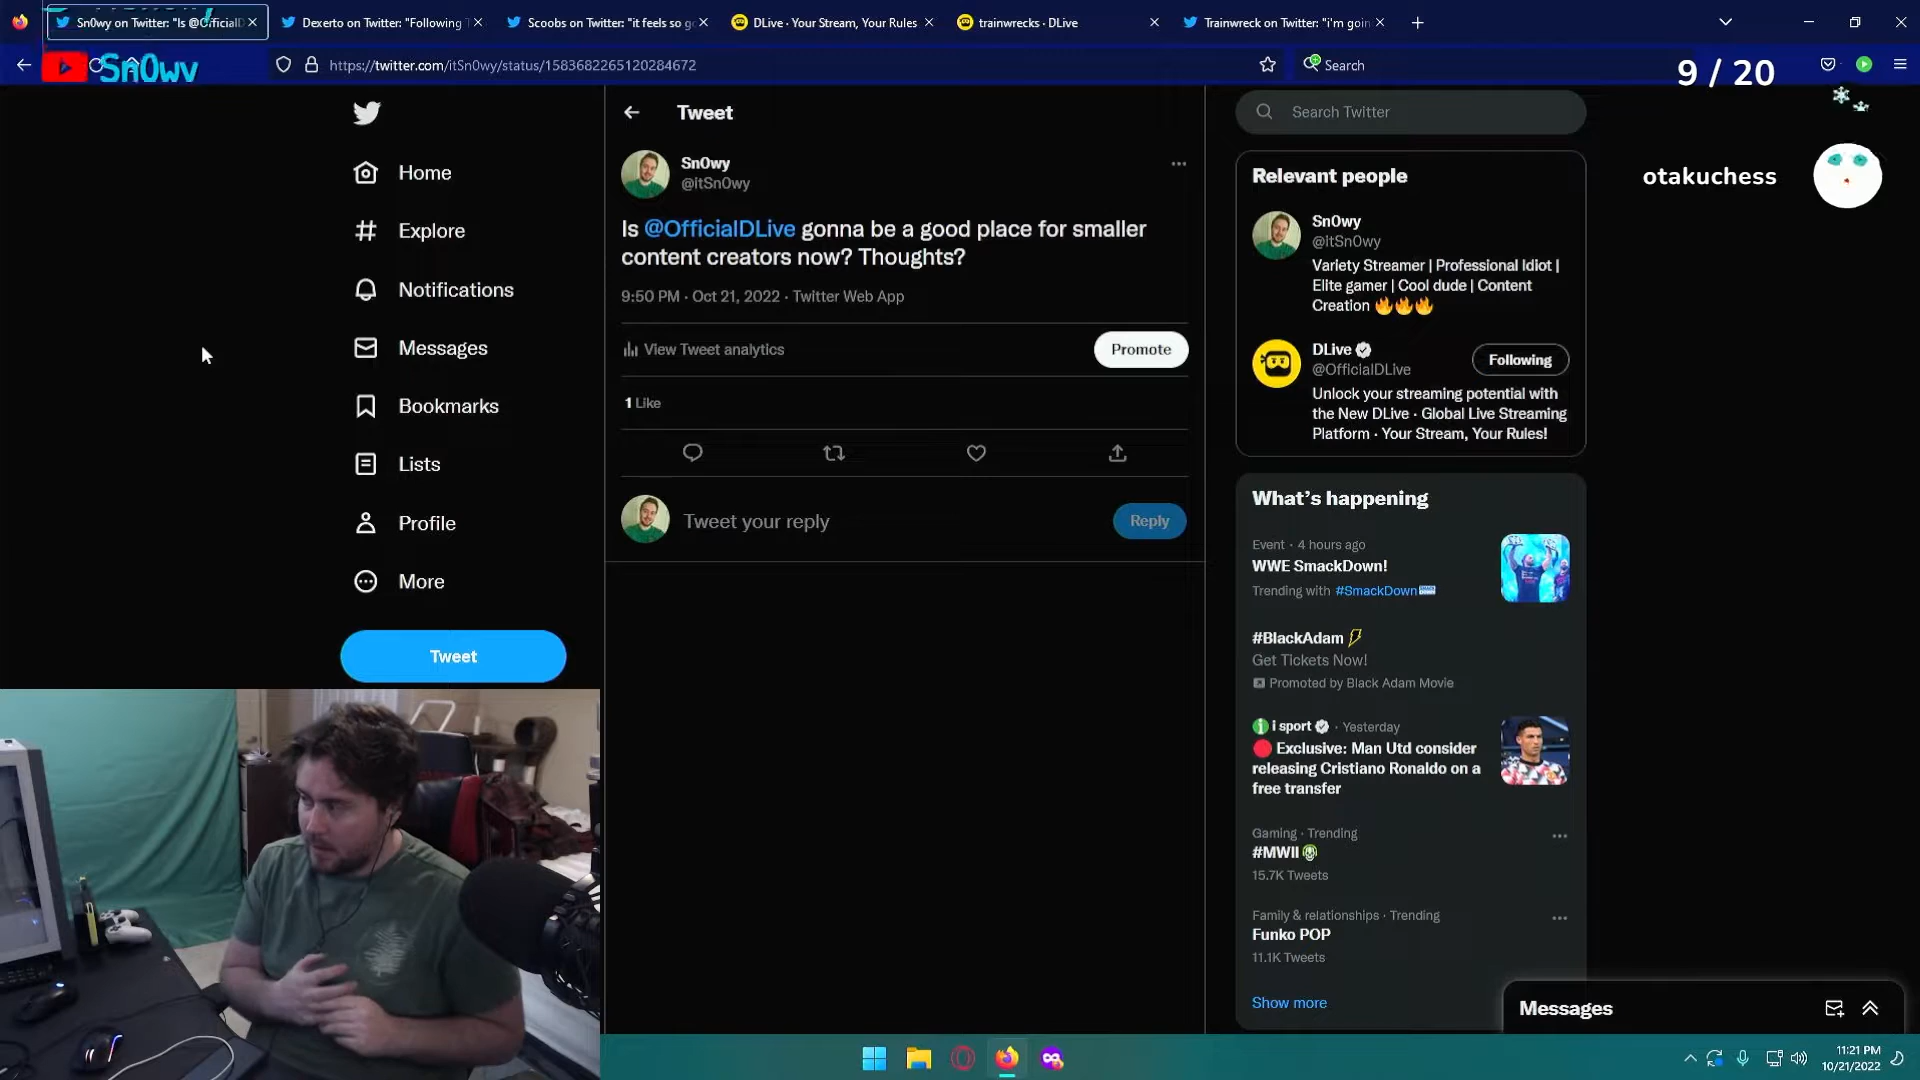 Sn0wy on Twitter: "Is @OfficialD
Dexerto on Twitter: "Following T
Scoobs on Twitter: "it feels so g
DLive · Your Stream, Your Rules
trainwrecks · DLive
Trainwreck on Twitter: "i'm goin
Sn0wy
https://twitter.com/itSn0wy/status/1583682265120284672
Search
9 / 20
otakuchess
Home
Explore
Notifications
Messages
Bookmarks
Lists
Profile
More
Tweet
Tweet
Sn0wy
@itSn0wy
Is @OfficialDLive gonna be a good place for smaller
content creators now? Thoughts?
9:50 PM · Oct 21, 2022 · Twitter Web App
View Tweet analytics
Promote
1 Like
Tweet your reply
Reply
Search Twitter
Relevant people
Sn0wy
@itSn0wy
Variety Streamer | Professional Idiot |
Elite gamer | Cool dude | Content
Creation 🔥🔥🔥
DLive
@OfficialDLive
Following
Unlock your streaming potential with
the New DLive · Global Live Streaming
Platform · Your Stream, Your Rules!
What's happening
Event · 4 hours ago
WWE SmackDown!
Trending with #SmackDown
#BlackAdam
Get Tickets Now!
Promoted by Black Adam Movie
i sport · Yesterday
🔴 Exclusive: Man Utd consider
releasing Cristiano Ronaldo on a
free transfer
Gaming · Trending
#MWII
15.7K Tweets
Family & relationships · Trending
Funko POP
11.1K Tweets
Show more
Messages
11:21 PM
10/21/2022